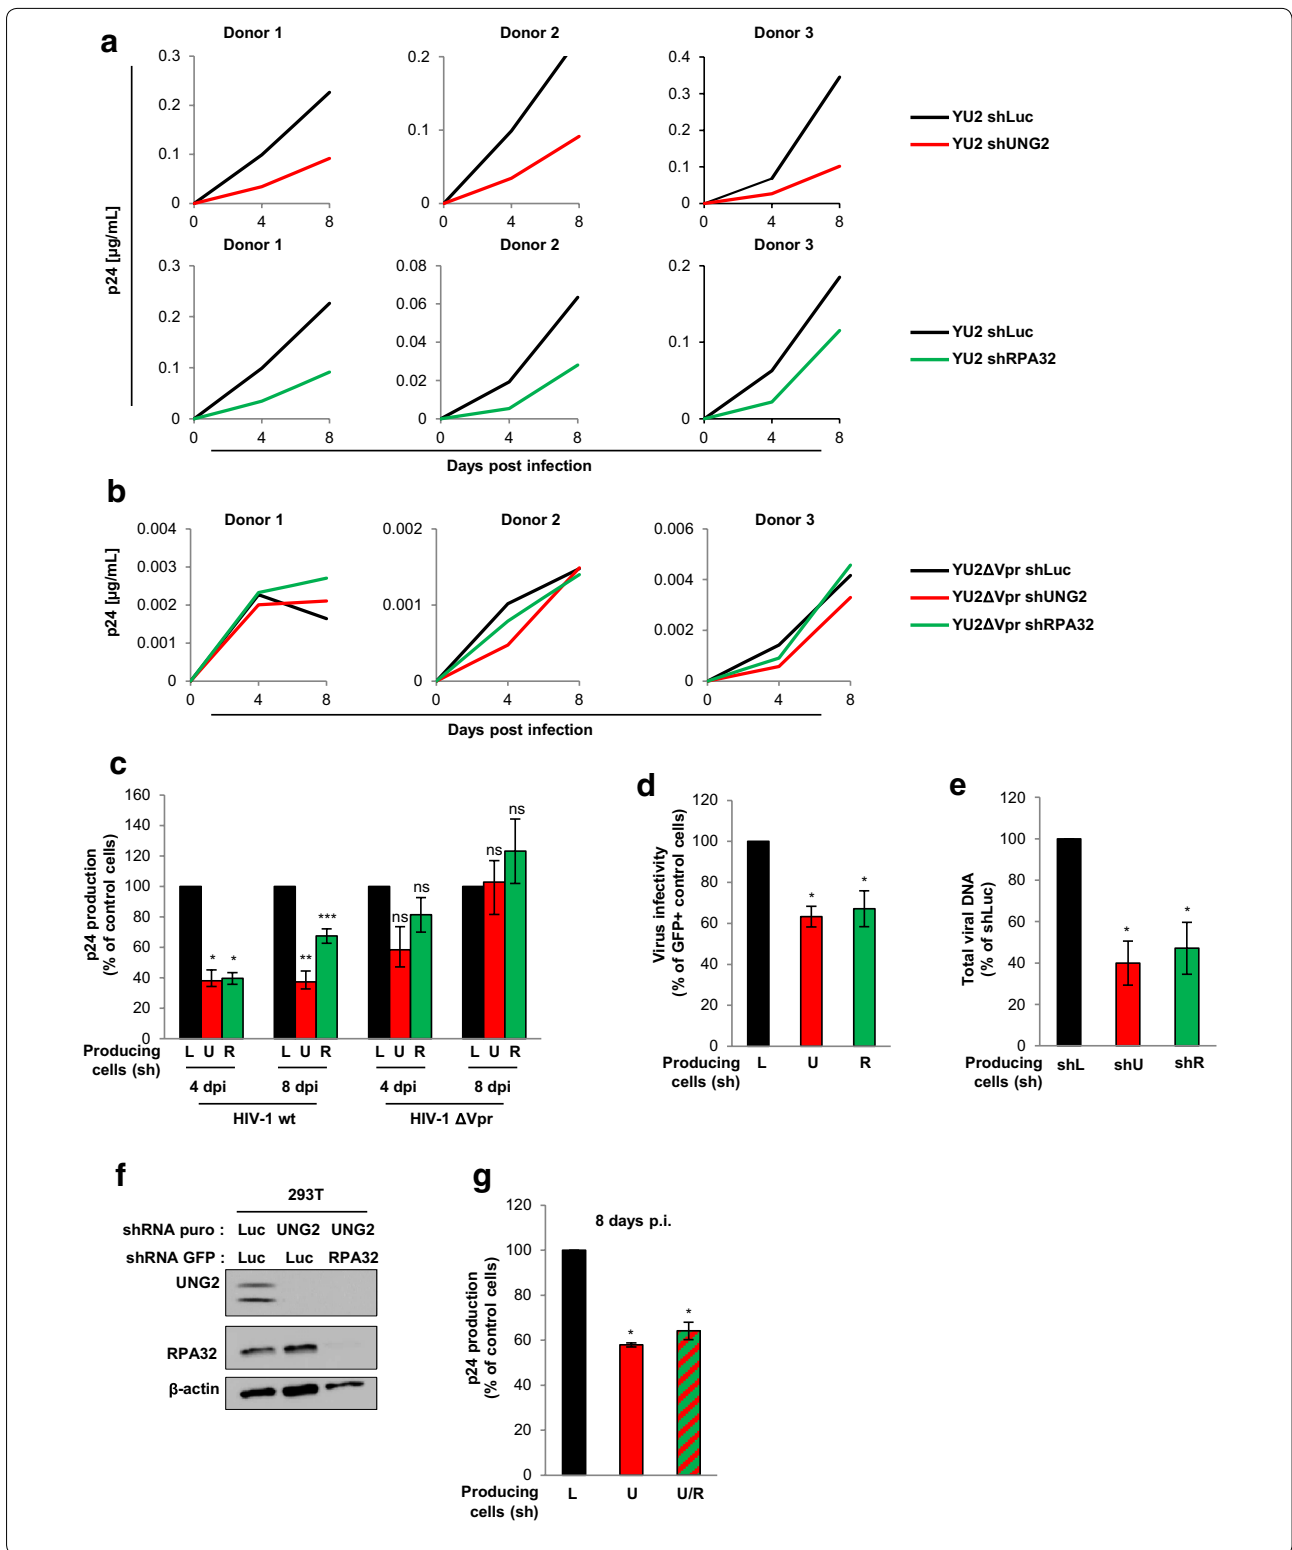 a
Donor 1
Donor 2
Donor 3
0.3
0.2
0.1
0
0.2
0.1
0
0.4
0.3
0.2
0.1
0
0 4 8
0 4 8
0 4 8
YU2 shLuc
YU2 shUNG2
p24 [µg/mL]
Donor 1
Donor 2
Donor 3
0.3
0.2
0.1
0
0.08
0.06
0.04
0.02
0
0.2
0.1
0
0 4 8
0 4 8
0 4 8
YU2 shLuc
YU2 shRPA32
Days post infection
b
Donor 1
Donor 2
Donor 3
p24 [µg/mL]
0.004
0.003
0.002
0.001
0
0.002
0.001
0
0.006
0.004
0.002
0
0 4 8
0 4 8
0 4 8
YU2ΔVpr shLuc
YU2ΔVpr shUNG2
YU2ΔVpr shRPA32
Days post infection
c
p24 production
(% of control cells)
160
140
120
100
80
60
40
20
0
* *
** ***
ns ns
ns ns
Producing
cells (sh)
L U R L U R L U R L U R
4 dpi 8 dpi 4 dpi 8 dpi
HIV-1 wt HIV-1 ΔVpr
d
Virus infectivity
(% of GFP+ control cells)
120
100
80
60
40
20
0
* *
Producing
cells (sh)
L U R
e
Total viral DNA
(% of shLuc)
120
100
80
60
40
20
0
* *
Producing
cells (sh)
shL shU shR
f
293T
shRNA puro : Luc UNG2 UNG2
shRNA GFP : Luc Luc RPA32
UNG2
RPA32
β-actin
g
8 days p.i.
p24 production
(% of control cells)
120
100
80
60
40
20
0
* *
Producing
cells (sh)
L U U/R